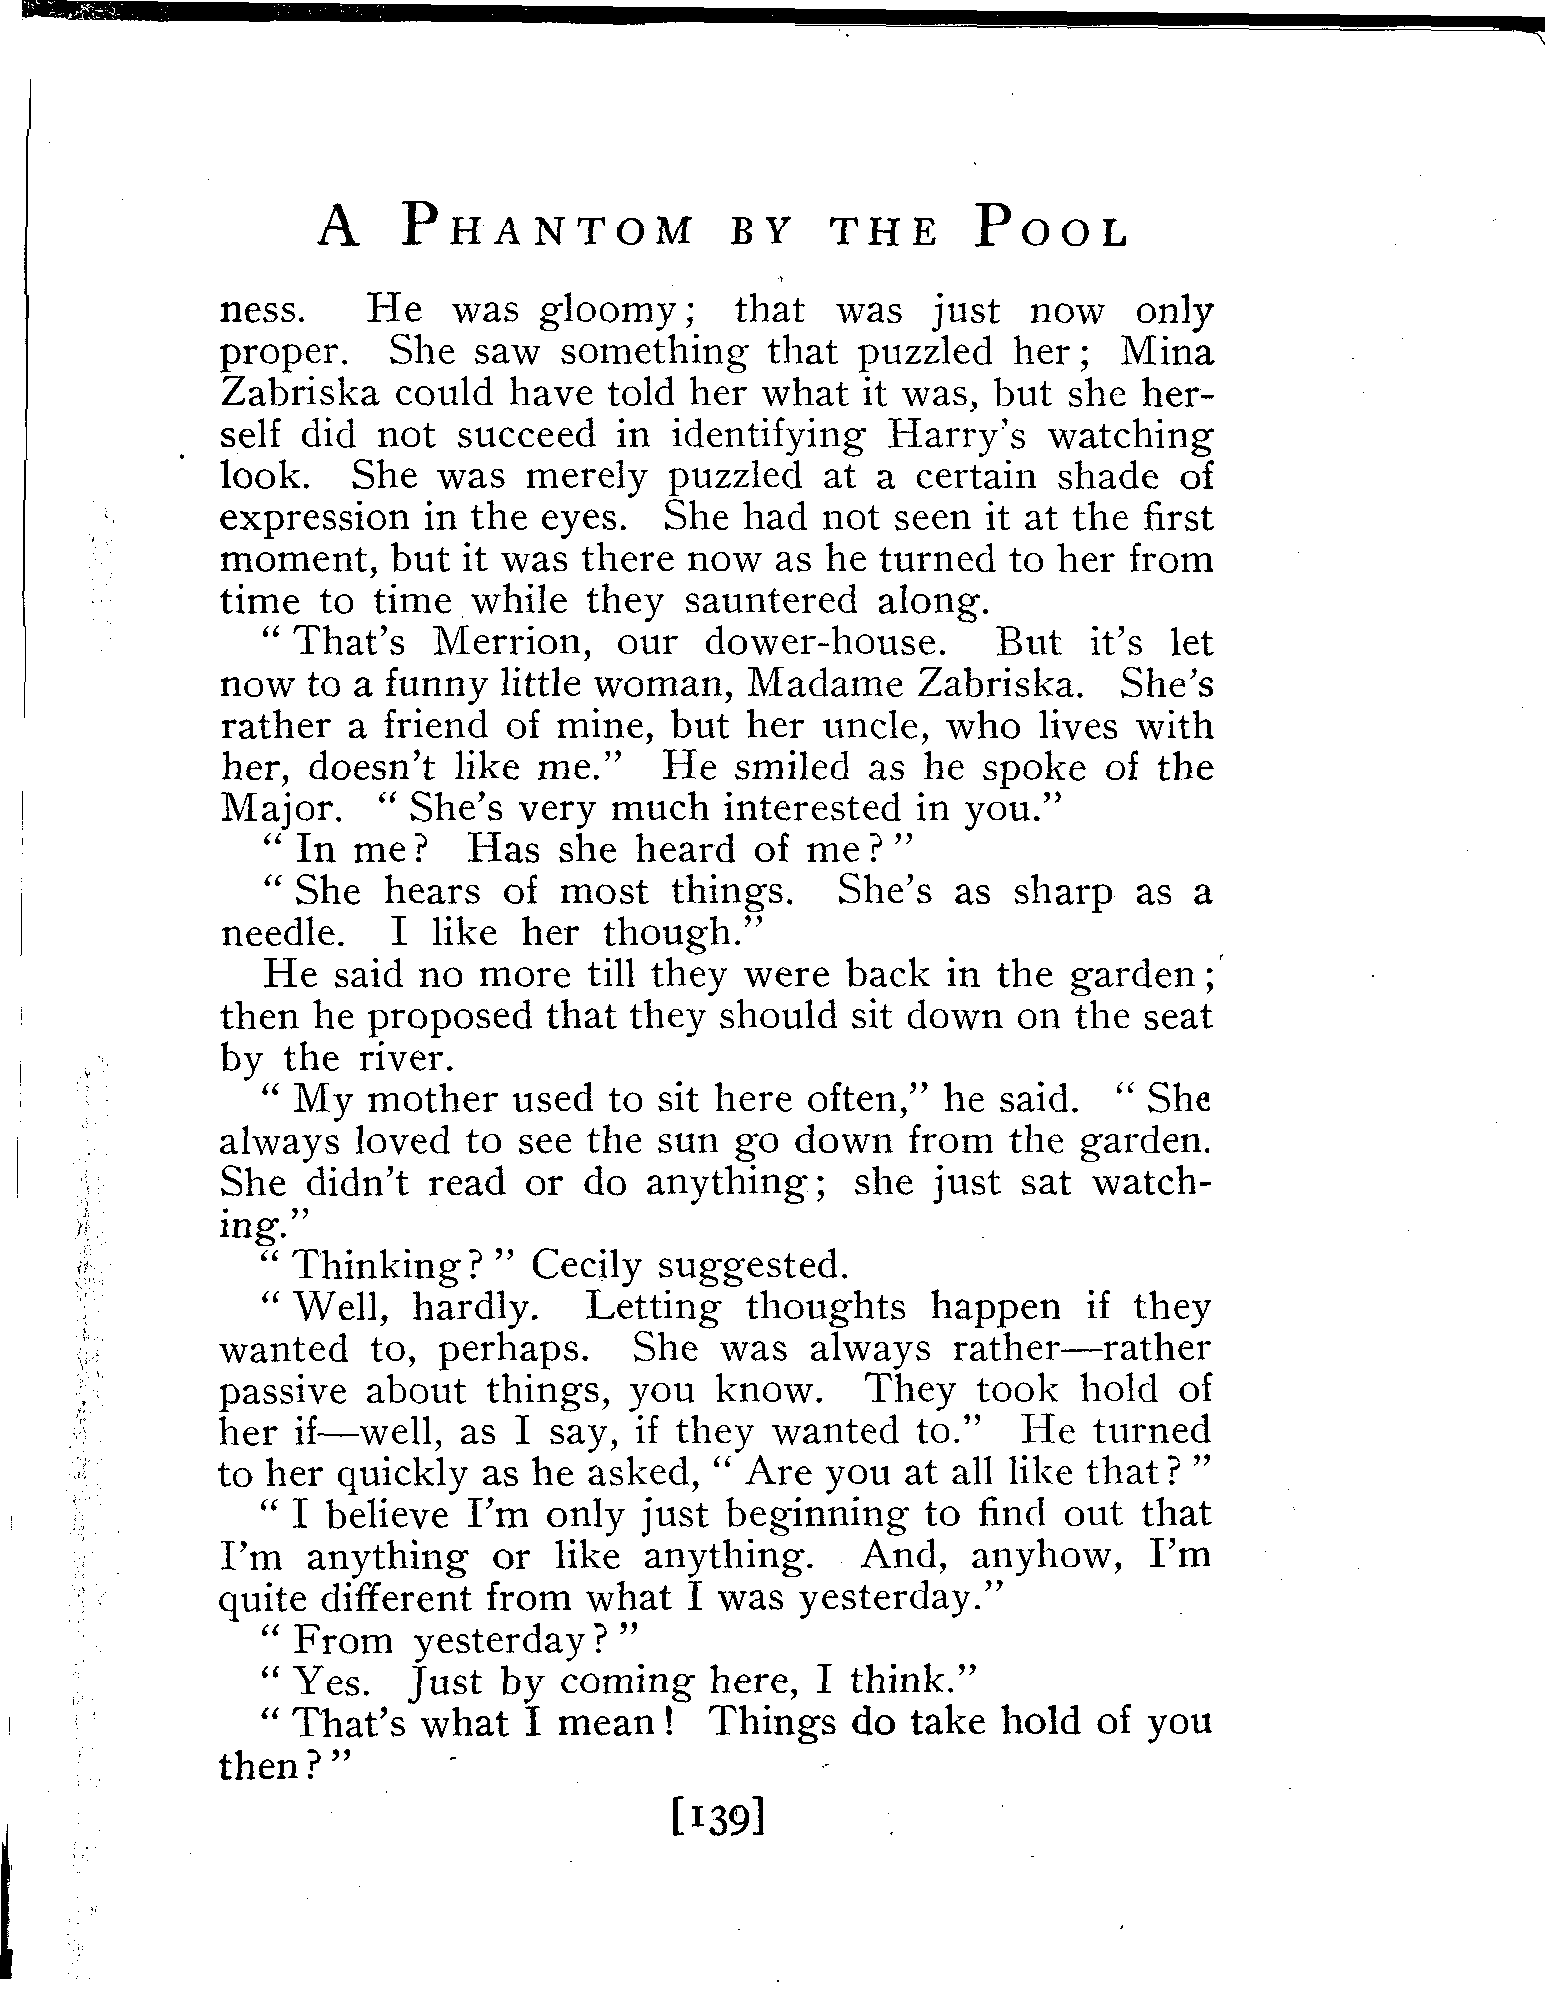 A Phantom by the Pool
ness. He was gloomy; that was just now only
proper. She saw something that puzzled her; Mina
Zabriska could have told her what it was, but she her-
self did not succeed in identifying Harry's watching
look. She was merely puzzled at a certain shade of
expression in the eyes. She had not seen it at the first
moment, but it was there now as he turned to her from
time to time while they sauntered along.
"That's Merrion, our dower-house. But it's let
now to a funny little woman, Madame Zabriska. She's
rather a friend of mine, but her uncle, who lives with
her, doesn't like me." He smiled as he spoke of the
Major. "She's very much interested in you."
"In me? Has she heard of me?"
"She hears of most things. She's as sharp as a
needle. I like her though."
He said no more till they were back in the garden;
then he proposed that they should sit down on the seat
by the river.
"My mother used to sit here often," he said. "She
always loved to see the sun go down from the garden.
She didn't read or do anything; she just sat watch-
ing."
"Thinking?" Cecily suggested.
"Well, hardly. Letting thoughts happen if they
wanted to, perhaps. She was always rather—rather
passive about things, you know. They took hold of
her if—well, as I say, if they wanted to." He turned
to her quickly as he asked, "Are you at all like that?"
"I believe I'm only just beginning to find out that
I'm anything or like anything. And, anyhow, I'm
quite different from what I was yesterday."
"From yesterday?"
"Yes. Just by coming here, I think."
"That's what I mean! Things do take hold of you
then?"
[139]